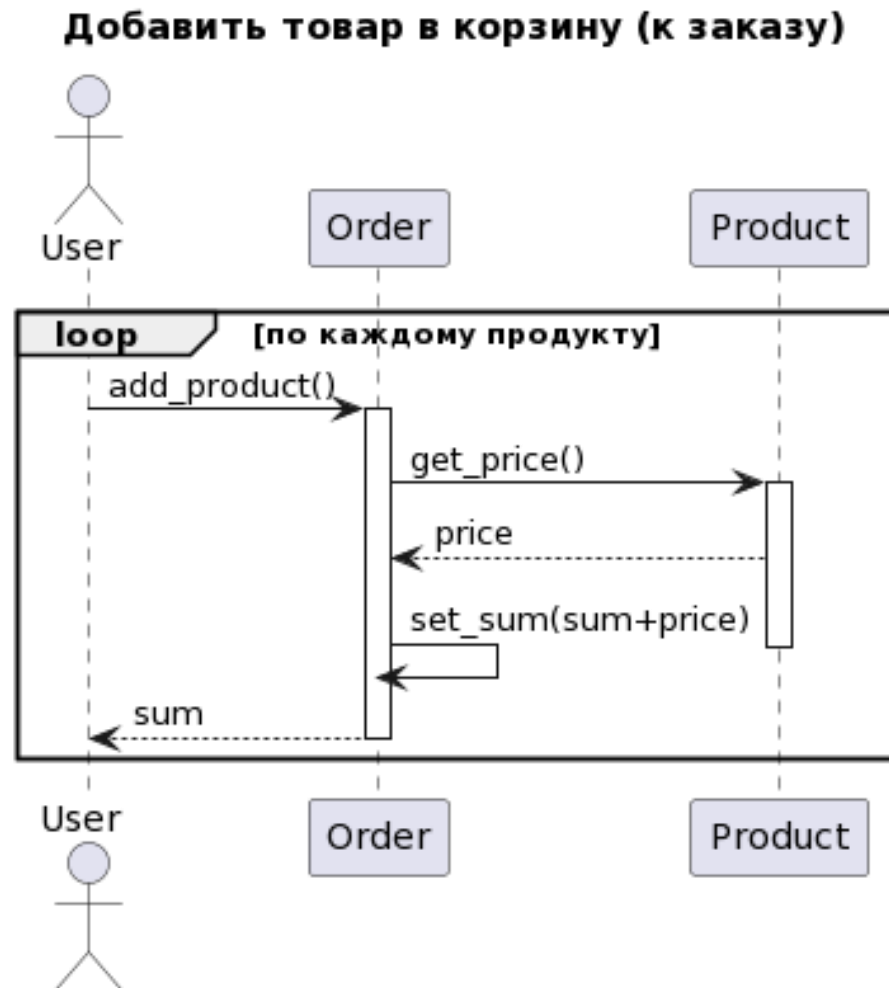 Добавить товар в корзину (к заказу)
User
Order
Product
loop
[по каждому продукту]
add_product()
get_price()
price
set_sum(sum+price)
sum
User
Order
Product